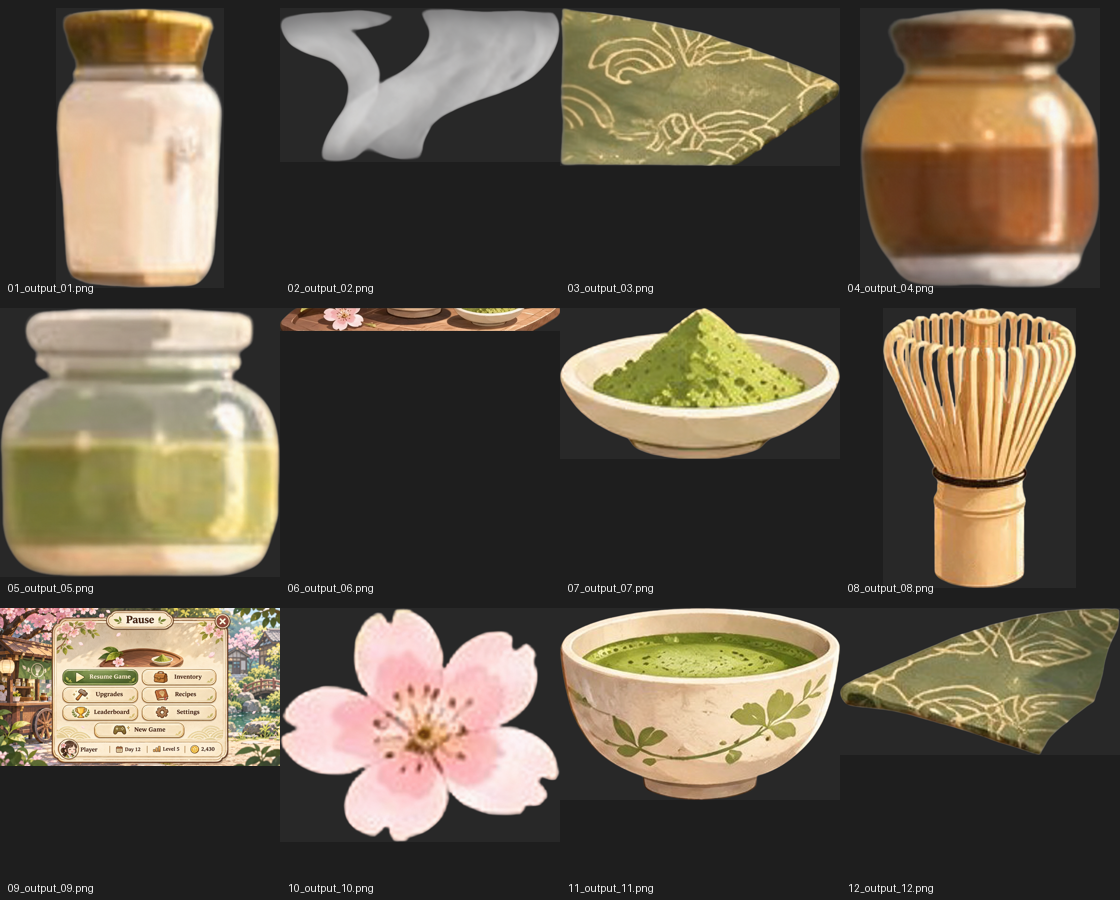 01_output_01.png
02_output_02.png
03_output_03.png
04_output_04.png
05_output_05.png
06_output_06.png
07_output_07.png
08_output_08.png
Pause
Resume Game
Inventory
Upgrades
Recipes
Leaderboard
Settings
New Game
Player
Day 12
Level 5
2,430
09_output_09.png
10_output_10.png
11_output_11.png
12_output_12.png